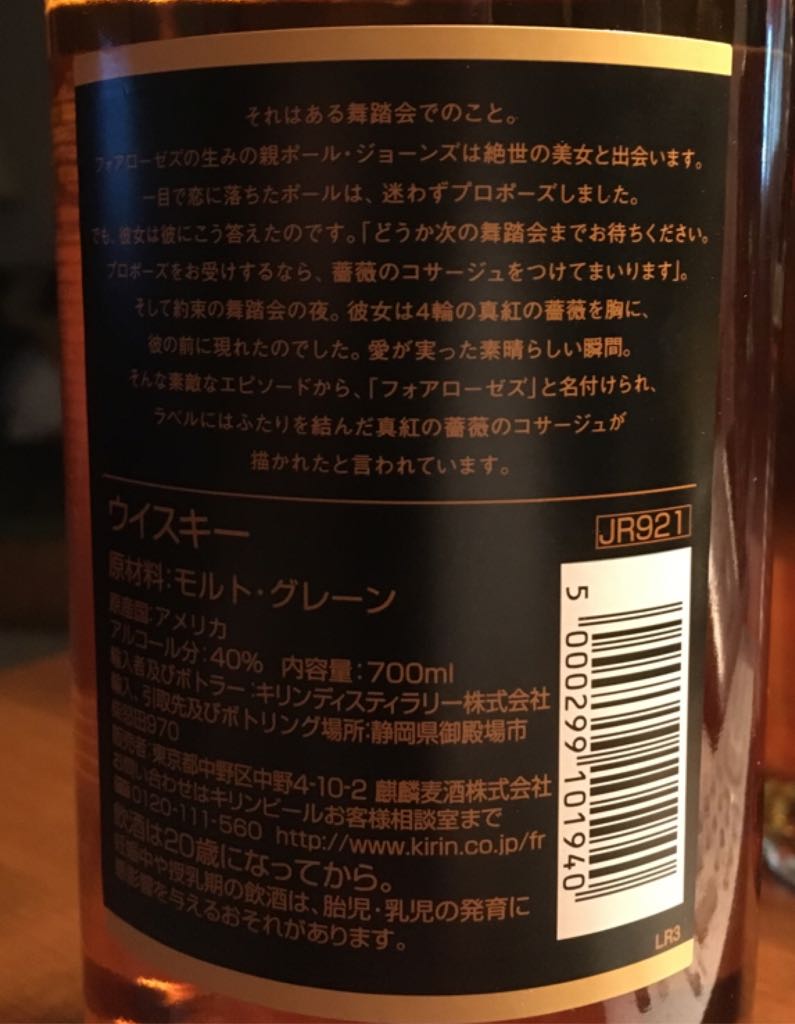 それはある舞踏会でのこと。
フォアローゼズの生みの親ポール・ジョーンズは絶世の美女と出会います。
一目で恋に落ちたポールは、迷わずプロポーズしました。
でも、彼女は彼にこう答えたのです。「どうか次の舞踏会までお待ちください。
プロポーズをお受けするなら、薔薇のコサージュをつけてまいります」。
そして約束の舞踏会の夜。彼女は4輪の真紅の薔薇を胸に、
彼の前に現れたのでした。愛が実った素晴らしい瞬間。
そんな素敵なエピソードから、「フォアローゼズ」と名付けられ、
ラベルにはふたりを結んだ真紅の薔薇のコサージュが
描かれたと言われています。
ウイスキー
JR921
原材料:モルト・グレーン
原産国:アメリカ
アルコール分:40% 内容量:700ml
輸入者及びボトラー:キリンディスティラリー株式会社
輸入、引取先及びボトリング場所:静岡県御殿場市
柴怒田970
販売者:東京都中野区中野4-10-2 麒麟麦酒株式会社
お問い合わせはキリンビールお客様相談室まで
☎0120-111-560 http://www.kirin.co.jp/fr
飲酒は20歳になってから。
妊娠中や授乳期の飲酒は、胎児・乳児の発育に
悪影響を与えるおそれがあります。
5 000299 101940
LR3